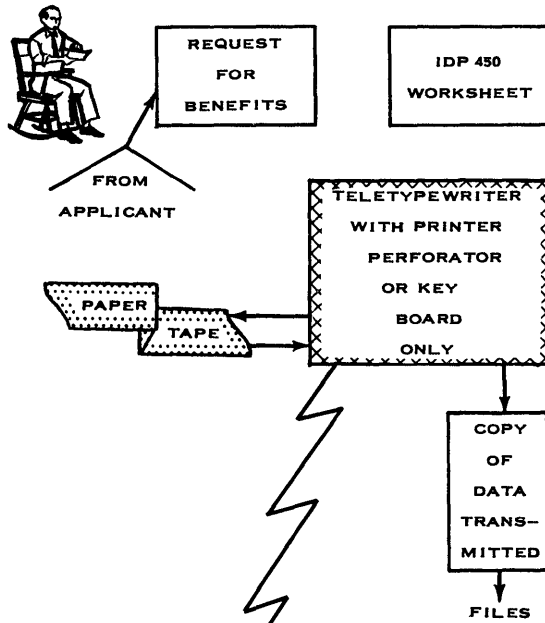 REQUEST
FOR
BENEFITS
IDP 450
WORKSHEET
FROM
APPLICANT
TELETYPEWRITER
WITH PRINTER
PERFORATOR
OR KEY
BOARD
ONLY
PAPER
TAPE
COPY
OF
DATA
TRANS-
MITTED
FILES